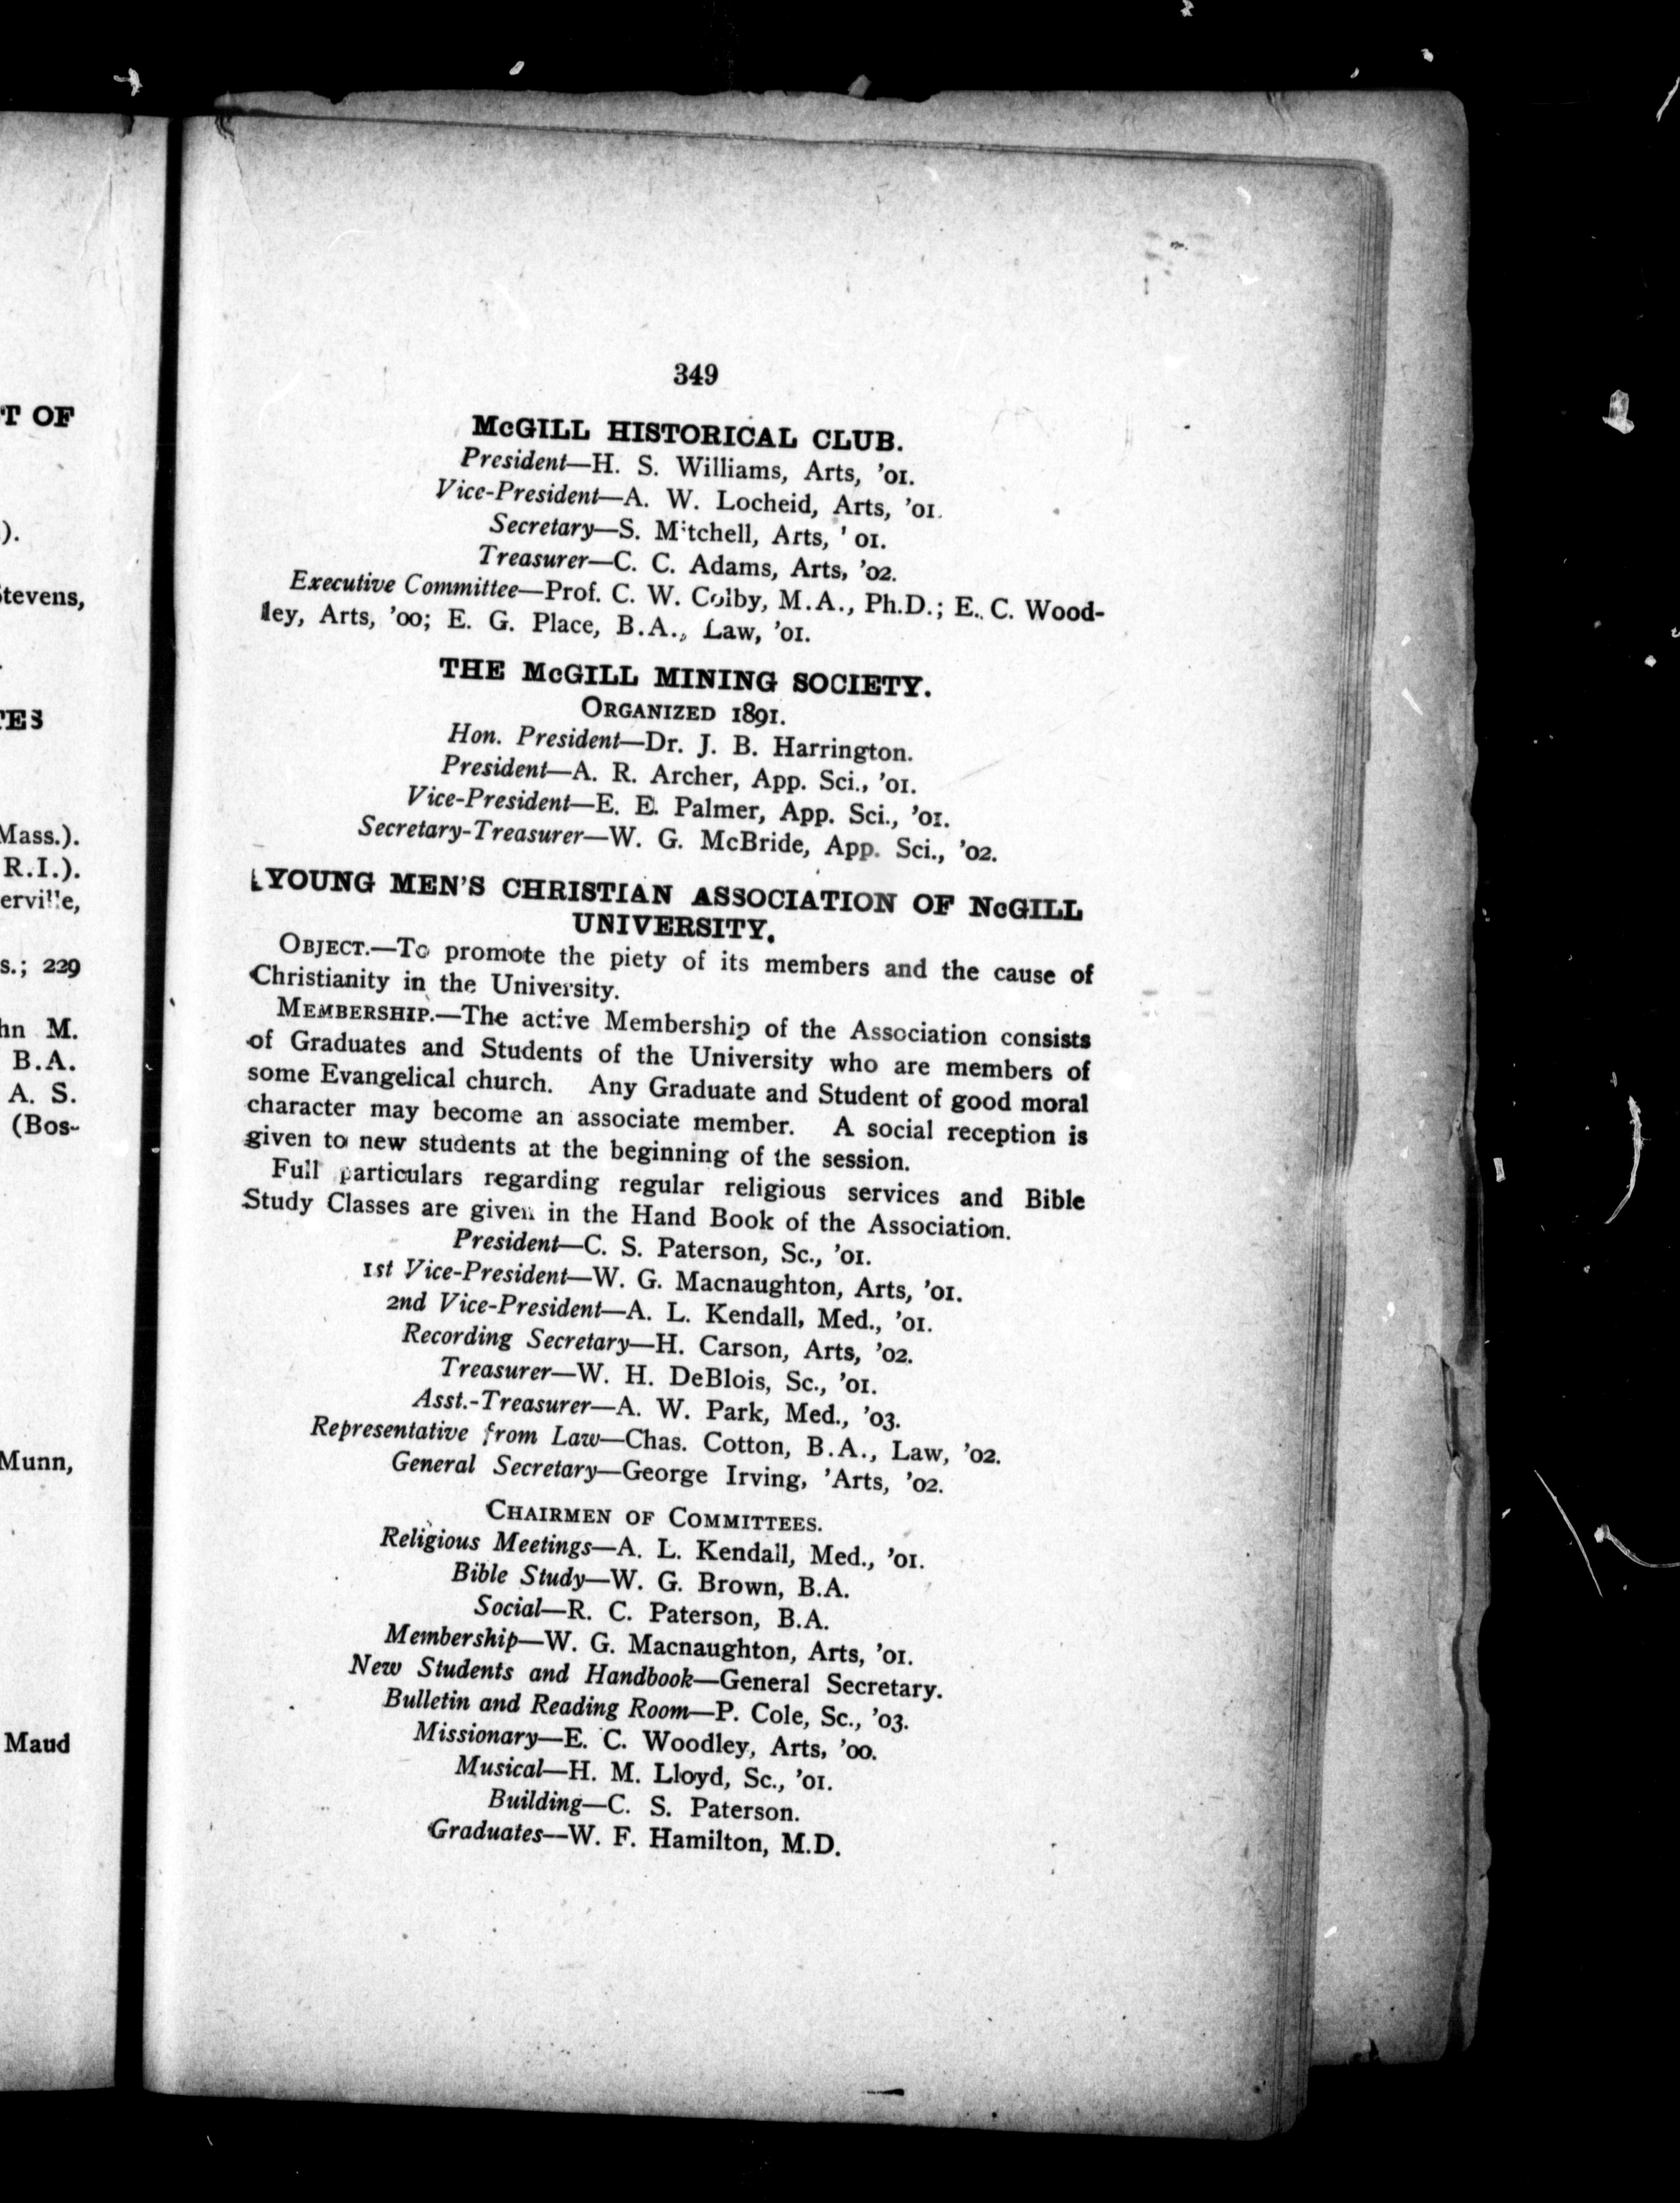 T OF
).
Stevens,
TES
Mass.).
R.I.).
erville,
s.; 229
hn M.
B.A.
A. S.
(Bos-
Munn,
Maud
349
McGILL HISTORICAL CLUB.
President—H. S. Williams, Arts, '01.
Vice-President—A. W. Locheid, Arts, '01.
Secretary—S. Mitchell, Arts, ' 01.
Treasurer—C. C. Adams, Arts, '02.
Executive Committee—Prof. C. W. Colby, M.A., Ph.D.; E. C. Wood-
ley, Arts, '00; E. G. Place, B.A., Law, '01.
THE McGILL MINING SOCIETY.
ORGANIZED 1891.
Hon. President—Dr. J. B. Harrington.
President—A. R. Archer, App. Sci., '01.
Vice-President—E. E. Palmer, App. Sci., '01.
Secretary-Treasurer—W. G. McBride, App. Sci., '02.
YOUNG MEN'S CHRISTIAN ASSOCIATION OF NcGILL
UNIVERSITY.
OBJECT.—To promote the piety of its members and the cause of
Christianity in the University.
MEMBERSHIP.—The active Membership of the Association consists
of Graduates and Students of the University who are members of
some Evangelical church. Any Graduate and Student of good moral
character may become an associate member. A social reception is
given to new students at the beginning of the session.
Full particulars regarding regular religious services and Bible
Study Classes are given in the Hand Book of the Association.
President—C. S. Paterson, Sc., '01.
1st Vice-President—W. G. Macnaughton, Arts, '01.
2nd Vice-President—A. L. Kendall, Med., '01.
Recording Secretary—H. Carson, Arts, '02.
Treasurer—W. H. DeBlois, Sc., '01.
Asst.-Treasurer—A. W. Park, Med., '03.
Representative from Law—Chas. Cotton, B.A., Law, '02.
General Secretary—George Irving, 'Arts, '02.
CHAIRMEN OF COMMITTEES.
Religious Meetings—A. L. Kendall, Med., '01.
Bible Study—W. G. Brown, B.A.
Social—R. C. Paterson, B.A.
Membership—W. G. Macnaughton, Arts, '01.
New Students and Handbook—General Secretary.
Bulletin and Reading Room—P. Cole, Sc., '03.
Missionary—E. C. Woodley, Arts, '00.
Musical—H. M. Lloyd, Sc., '01.
Building—C. S. Paterson.
Graduates—W. F. Hamilton, M.D.